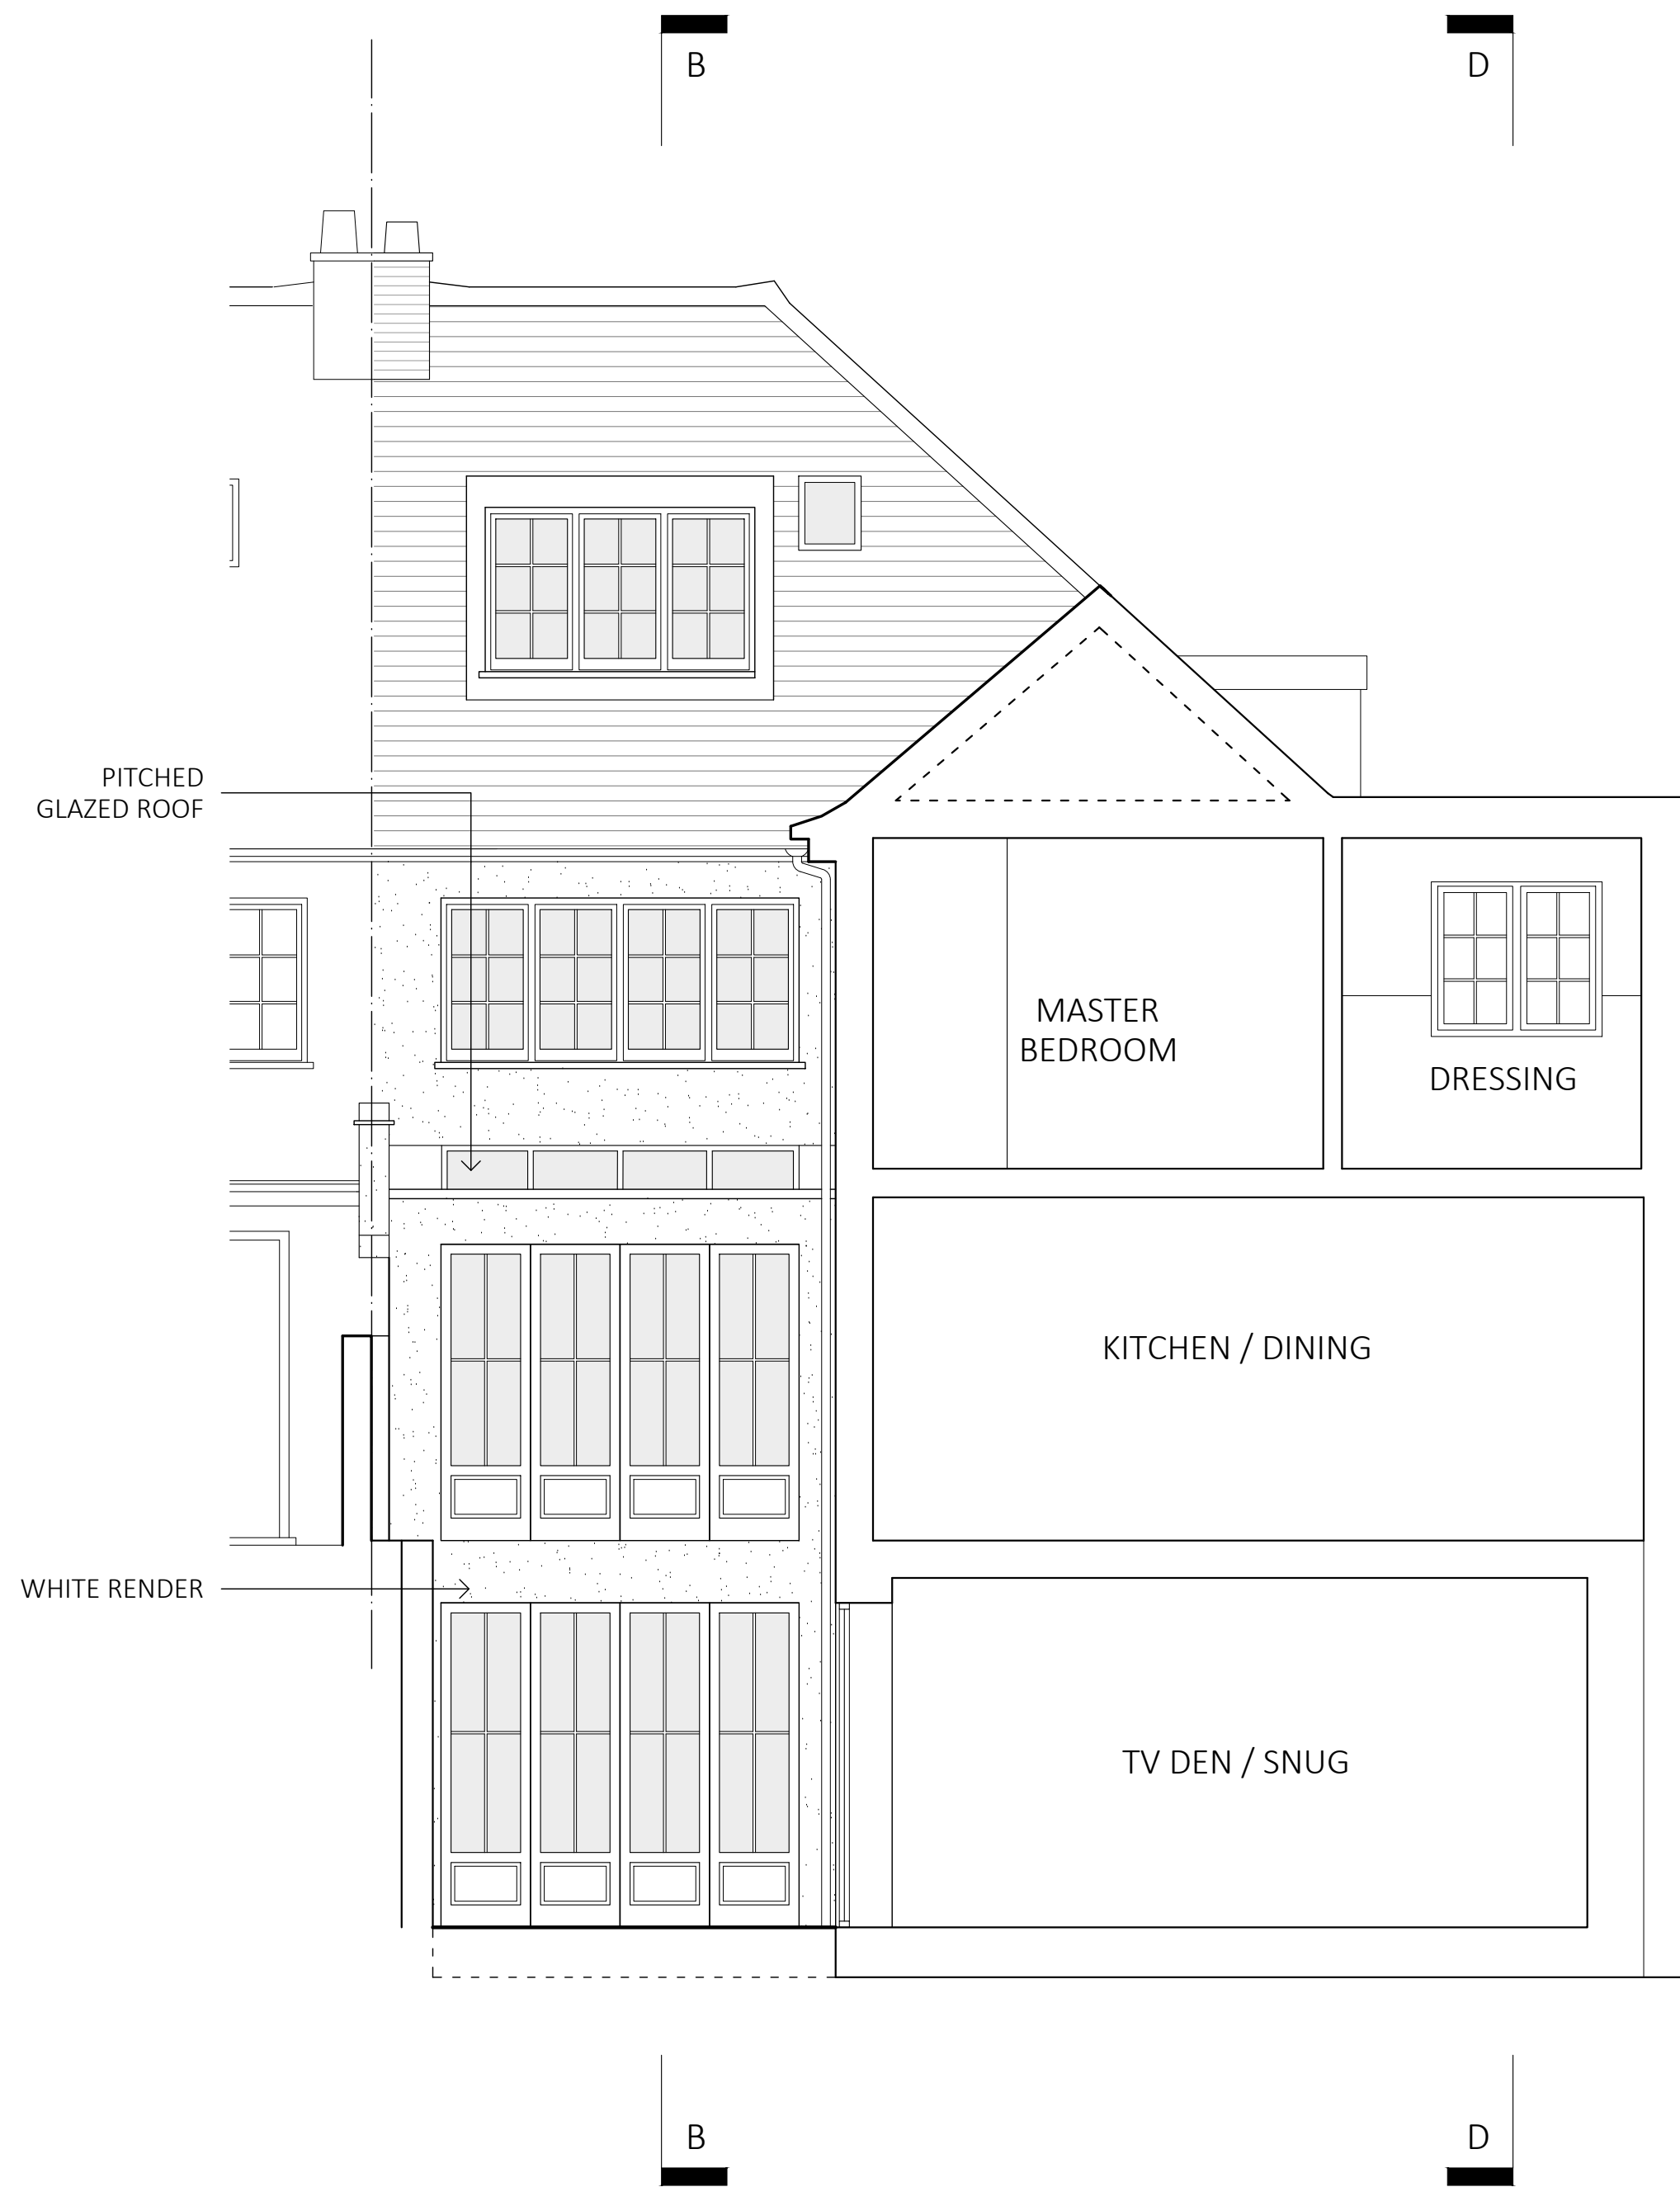 B
D
PITCHED
GLAZED ROOF
MASTER
BEDROOM
DRESSING
KITCHEN / DINING
WHITE RENDER
TV DEN / SNUG
B
D